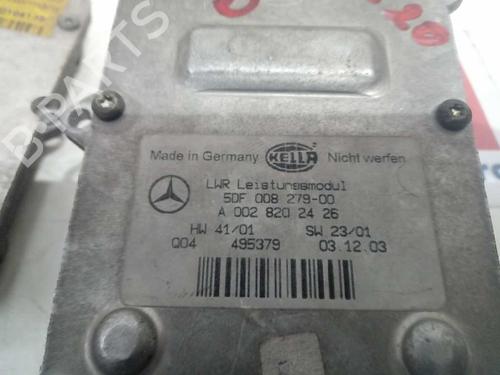 Made in Germany HELLA Nicht werfen
LWR Leistungsmodul
5DF 008 279-00
A 002 820 24 26
HW 41/01 SW 23/01
Q04 495379 03.12.03
B-PARTS